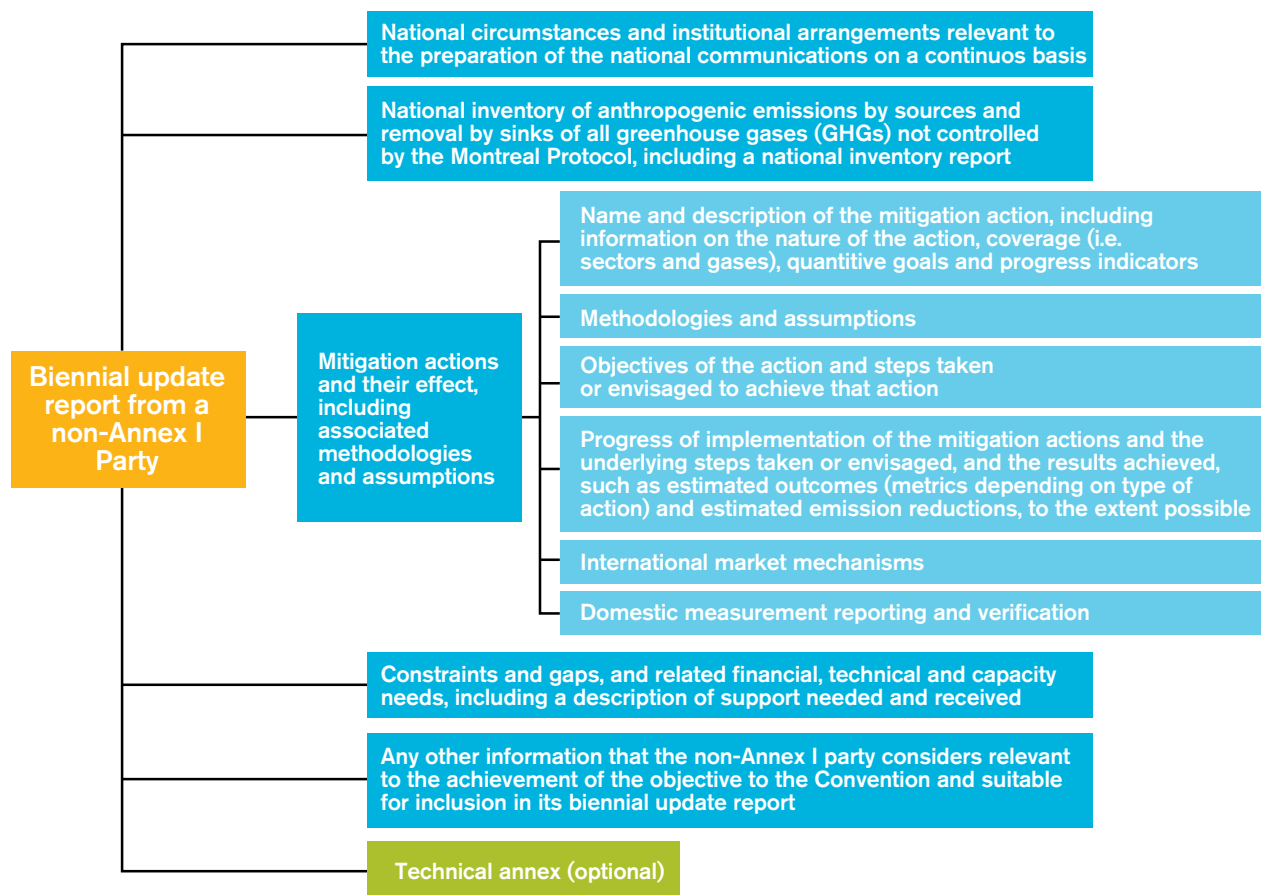 National circumstances and institutional arrangements relevant to
the preparation of the national communications on a continuos basis
National inventory of anthropogenic emissions by sources and
removal by sinks of all greenhouse gases (GHGs) not controlled
by the Montreal Protocol, including a national inventory report
Biennial update
report from a
non-Annex I
Party
Mitigation actions
and their effect,
including
associated
methodologies
and assumptions
Name and description of the mitigation action, including
information on the nature of the action, coverage (i.e.
sectors and gases), quantitive goals and progress indicators
Methodologies and assumptions
Objectives of the action and steps taken
or envisaged to achieve that action
Progress of implementation of the mitigation actions and the
underlying steps taken or envisaged, and the results achieved,
such as estimated outcomes (metrics depending on type of
action) and estimated emission reductions, to the extent possible
International market mechanisms
Domestic measurement reporting and verification
Constraints and gaps, and related financial, technical and capacity
needs, including a description of support needed and received
Any other information that the non-Annex I party considers relevant
to the achievement of the objective to the Convention and suitable
for inclusion in its biennial update report
Technical annex (optional)